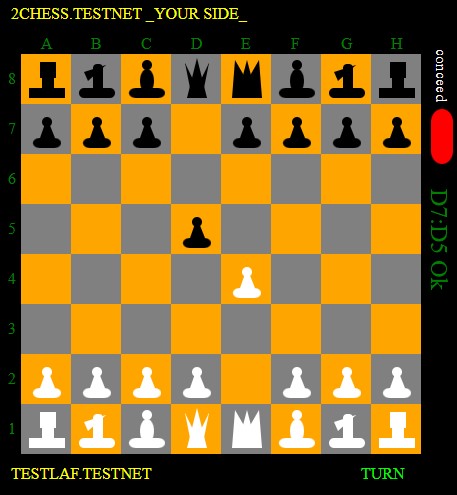 2CHESS.TESTNET _YOUR SIDE_
A B C D E F G H
8
7
6
5
4
3
2
1
conceed
D7:D5 Ok
TESTLAF.TESTNET
TURN